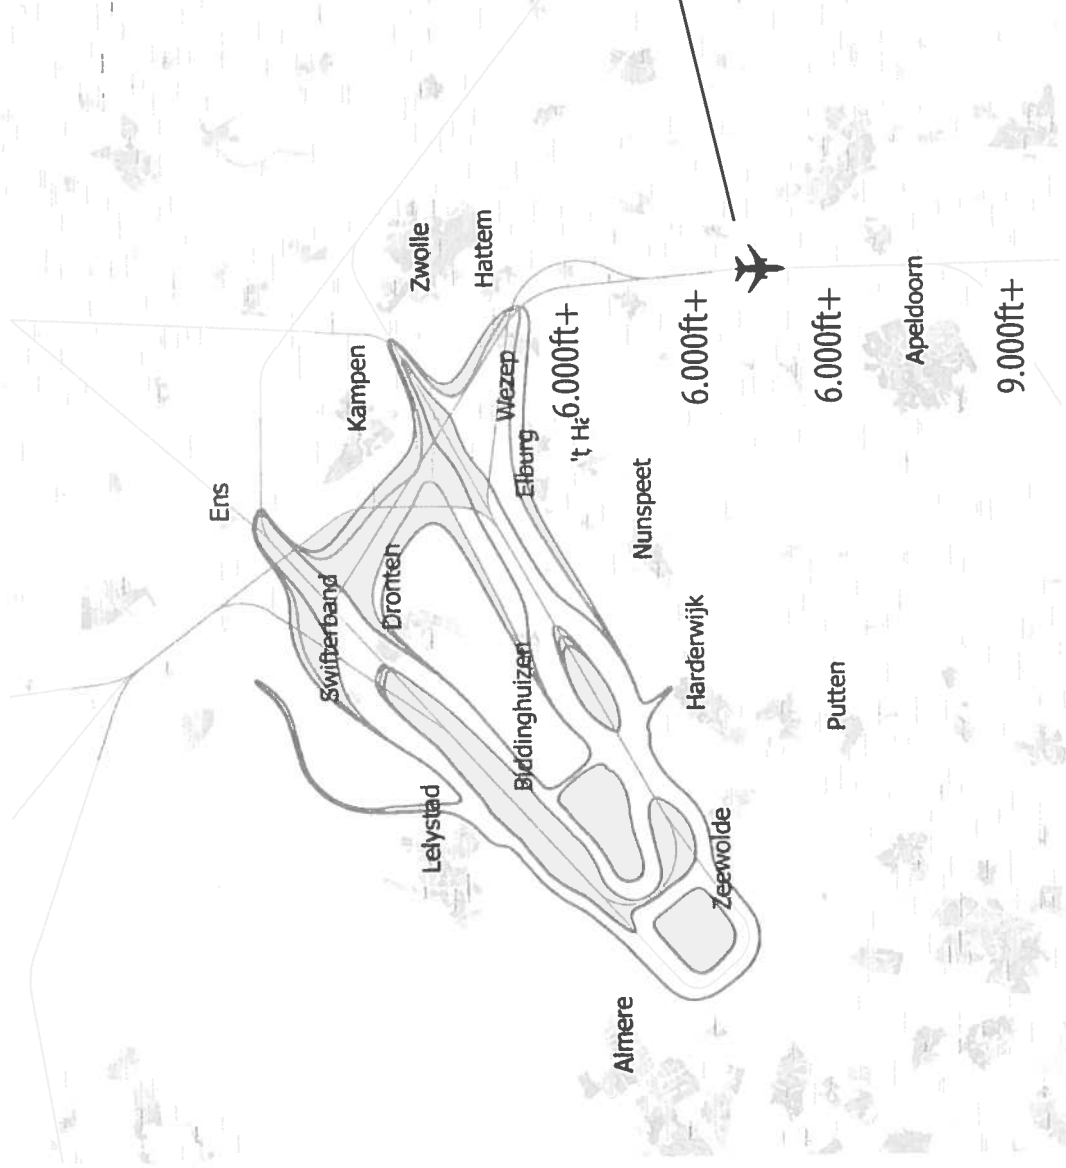 Ens
Kampen
Zwolle
Hattem
Swifterband
Dronten
Wezep
Elburg
't Ha
6.000ft+
6.000ft+
6.000ft+
9.000ft+
Apeldoorn
Nunspeet
Lelystad
Biddinghuizen
Harderwijk
Putten
Zeewolde
Almere